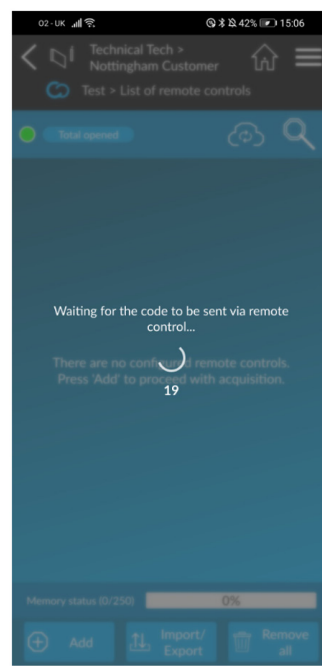 O2 - UK 42% 15:06
Technical Tech >
Nottingham Customer
Test > List of remote controls
Total opened
Waiting for the code to be sent via remote
control...
There are no configured remote controls.
Press 'Add' to proceed with acquisition.
19
Memory status (0/250) 0%
Add Import/
Export Remove
all